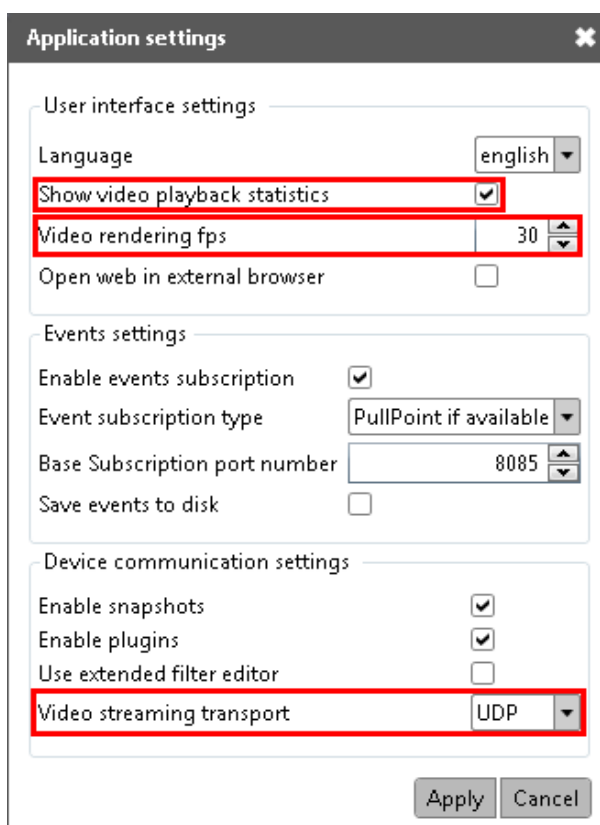 Application settings
User interface settings
Language english
Show video playback statistics
Video rendering fps 30
Open web in external browser
Events settings
Enable events subscription
Event subscription type PullPoint if available
Base Subscription port number 8085
Save events to disk
Device communication settings
Enable snapshots
Enable plugins
Use extended filter editor
Video streaming transport UDP
Apply Cancel